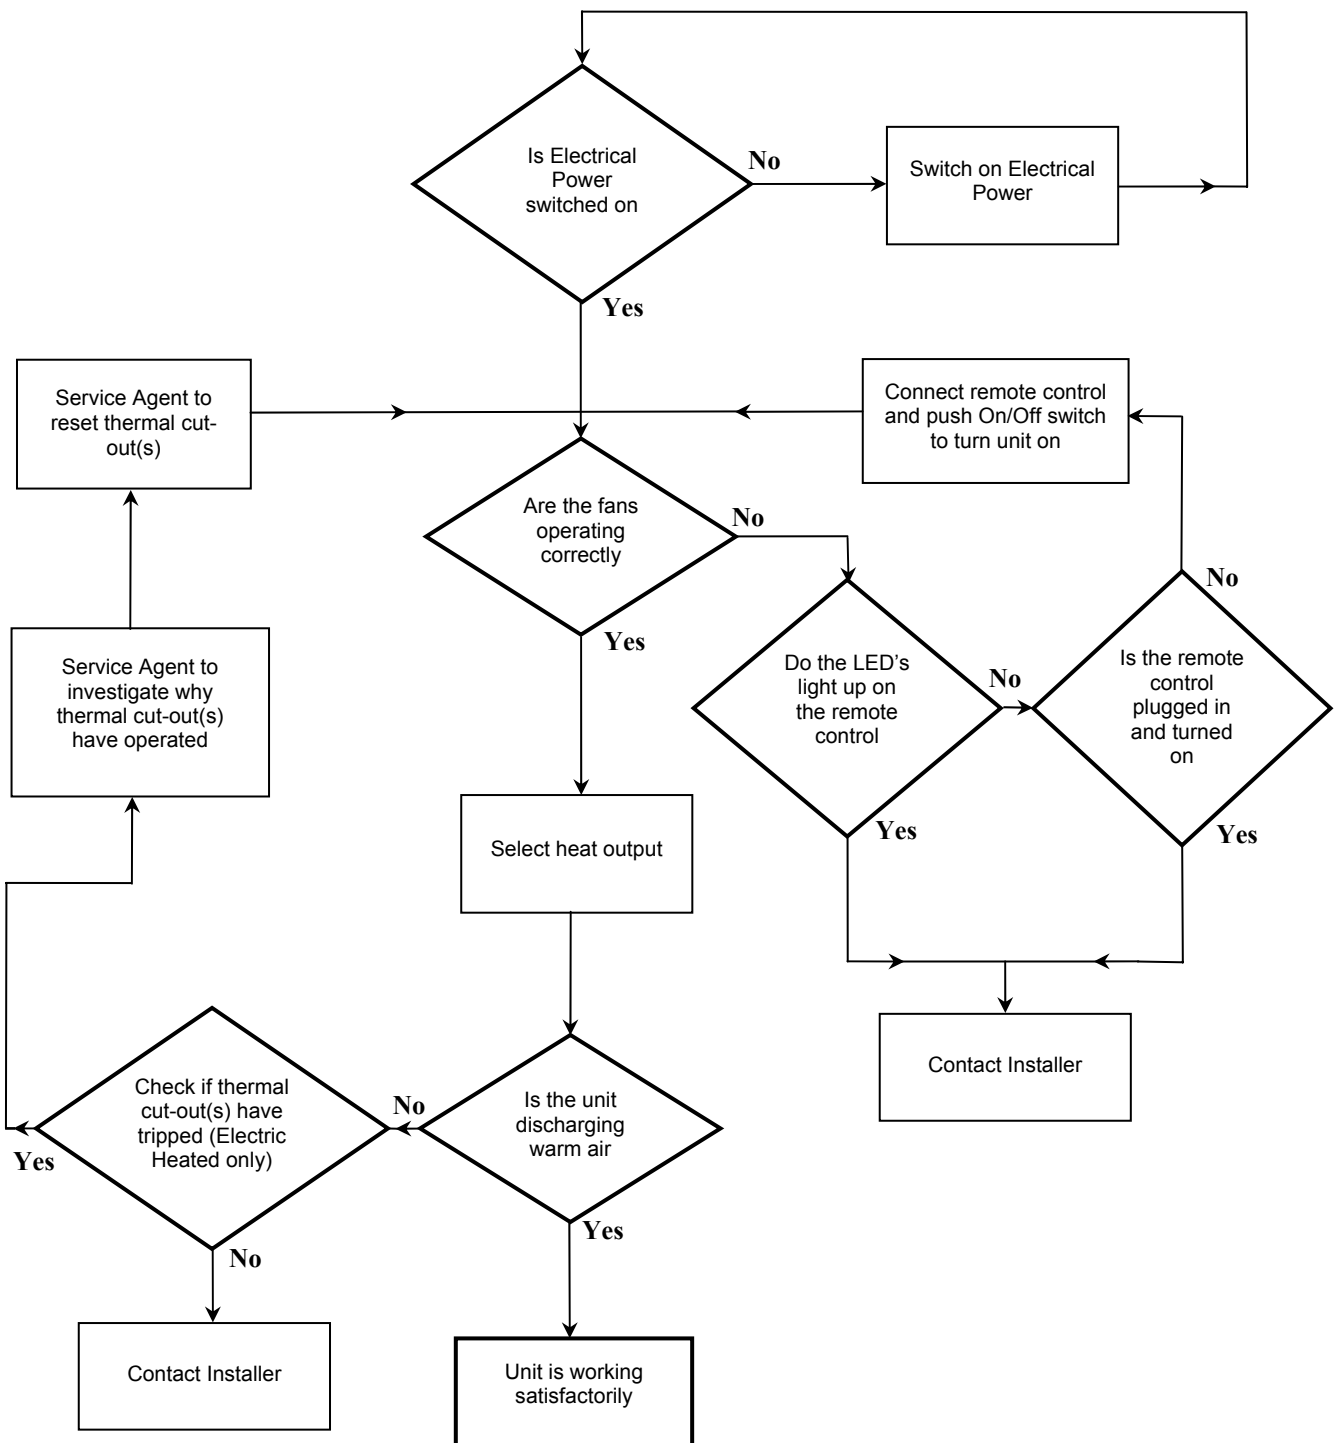 Is Electrical
Power
switched on
No
Switch on Electrical
Power
Yes
Service Agent to
reset thermal cut-
out(s)
Connect remote control
and push On/Off switch
to turn unit on
Are the fans
operating
correctly
No
Yes
No
Service Agent to
investigate why
thermal cut-out(s)
have operated
Do the LED's
light up on
the remote
control
No
Is the remote
control
plugged in
and turned
on
Yes
Yes
Select heat output
Contact Installer
Check if thermal
cut-out(s) have
tripped (Electric
Heated only)
No
Is the unit
discharging
warm air
Yes
Yes
No
Contact Installer
Unit is working
satisfactorily